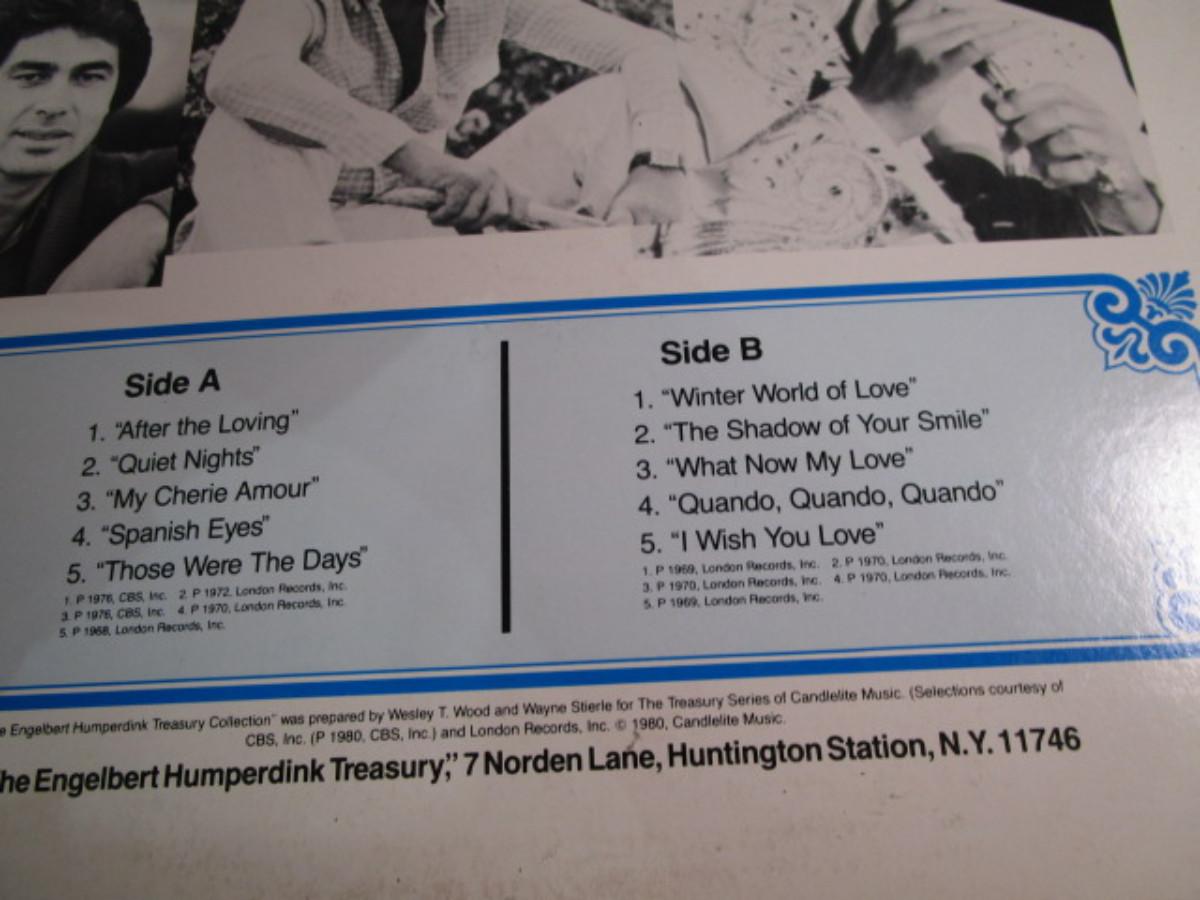 Side A
1. “After the Loving”
2. “Quiet Nights”
3. “My Cherie Amour”
4. “Spanish Eyes”
5. “Those Were The Days”
1. P 1976, CBS, Inc. 2. P 1972, London Records, Inc.
3. P 1976, CBS, Inc. 4. P 1970, London Records, Inc.
5. P 1968, London Records, Inc.
Side B
1. “Winter World of Love”
2. “The Shadow of Your Smile”
3. “What Now My Love”
4. “Quando, Quando, Quando”
5. “I Wish You Love”
1. P 1969, London Records, Inc. 2. P 1970, London Records, Inc.
3. P 1970, London Records, Inc. 4. P 1970, London Records, Inc.
5. P 1969, London Records, Inc.
e Engelbert Humperdink Treasury Collection” was prepared by Wesley T. Wood and Wayne Stierle for The Treasury Series of Candlelite Music. (Selections courtesy of
CBS, Inc. (P 1980, CBS, Inc.) and London Records, Inc. © 1980, Candlelite Music.
he Engelbert Humperdink Treasury,” 7 Norden Lane, Huntington Station, N.Y. 11746